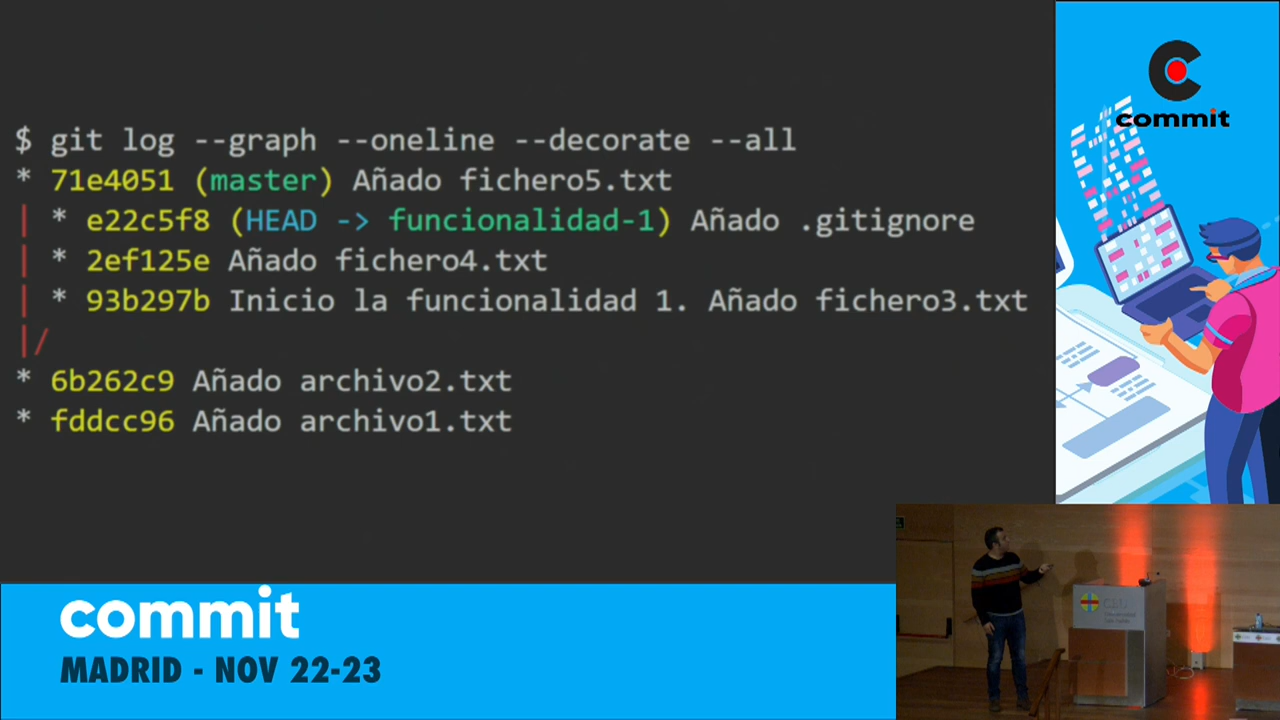 $ git log --graph --oneline --decorate --all
* 71e4051 (master) Añado fichero5.txt
| * e22c5f8 (HEAD -> funcionalidad-1) Añado .gitignore
| * 2ef125e Añado fichero4.txt
| * 93b297b Inicio la funcionalidad 1. Añado fichero3.txt
|/
* 6b262c9 Añado archivo2.txt
* fddcc96 Añado archivo1.txt
commit
commit
MADRID - NOV 22-23
CEU